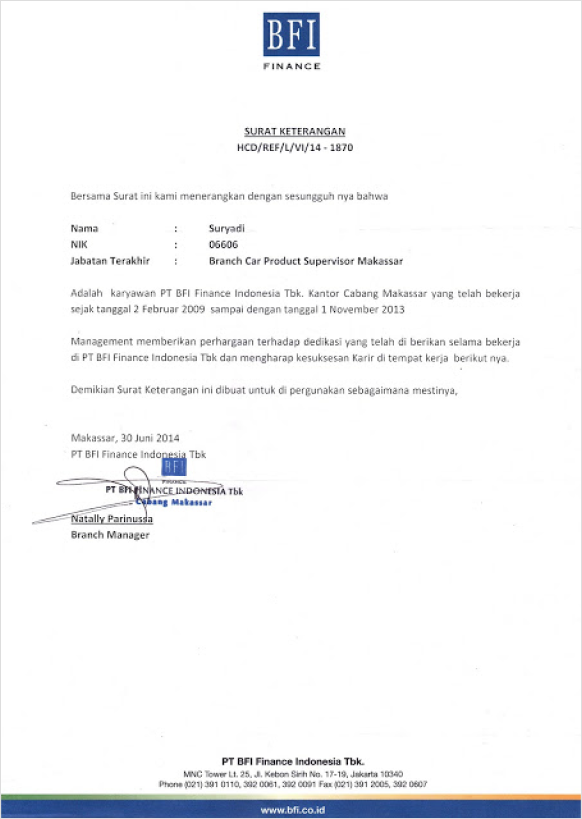 BFI
FINANCE
SURAT KETERANGAN
HCD/REF/L/VI/14 - 1870
Bersama Surat ini kami menerangkan dengan sesungguh nya bahwa
Nama : Suryadi
NIK : 06606
Jabatan Terakhir : Branch Car Product Supervisor Makassar
Adalah karyawan PT BFI Finance Indonesia Tbk. Kantor Cabang Makassar yang telah bekerja
sejak tanggal 2 Februar 2009 sampai dengan tanggal 1 November 2013
Management memberikan perhargaan terhadap dedikasi yang telah di berikan selama bekerja
di PT BFI Finance Indonesia Tbk dan mengharap kesuksesan Karir di tempat kerja berikut nya.
Demikian Surat Keterangan ini dibuat untuk di pergunakan sebagaimana mestinya,
Makassar, 30 Juni 2014
PT BFI Finance Indonesia Tbk
BFI
FINANCE
PT BFI FINANCE INDONESIA Tbk
Cabang Makassar
Natally Parinussa
Branch Manager
PT BFI Finance Indonesia Tbk.
MNC Tower Lt. 25, Jl. Kebon Sirih No. 17-19, Jakarta 10340
Phone (021) 391 0110, 392 0061, 392 0091 Fax (021) 391 2005, 392 0607
www.bfi.co.id